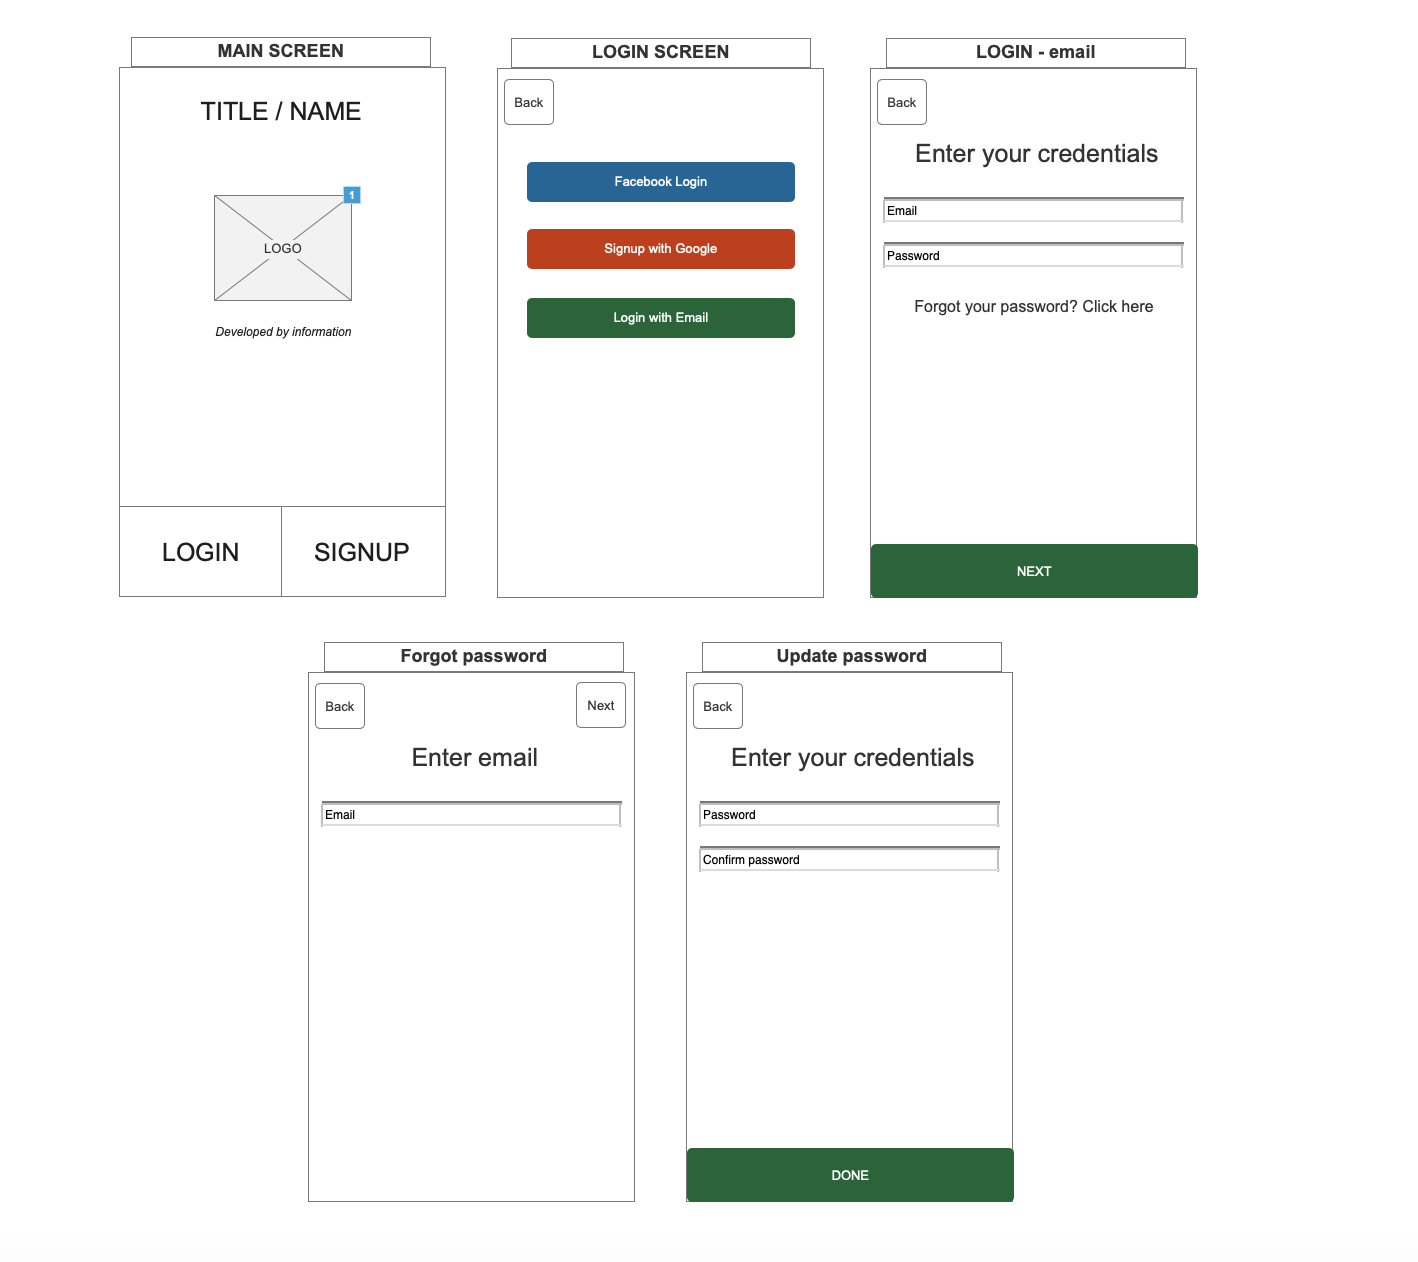 MAIN SCREEN
TITLE / NAME
1
LOGO
Developed by information
LOGIN
SIGNUP
LOGIN SCREEN
Back
Facebook Login
Signup with Google
Login with Email
LOGIN - email
Back
Enter your credentials
Email
Password
Forgot your password? Click here
NEXT
Forgot password
Back
Next
Enter email
Email
Update password
Back
Enter your credentials
Password
Confirm password
DONE